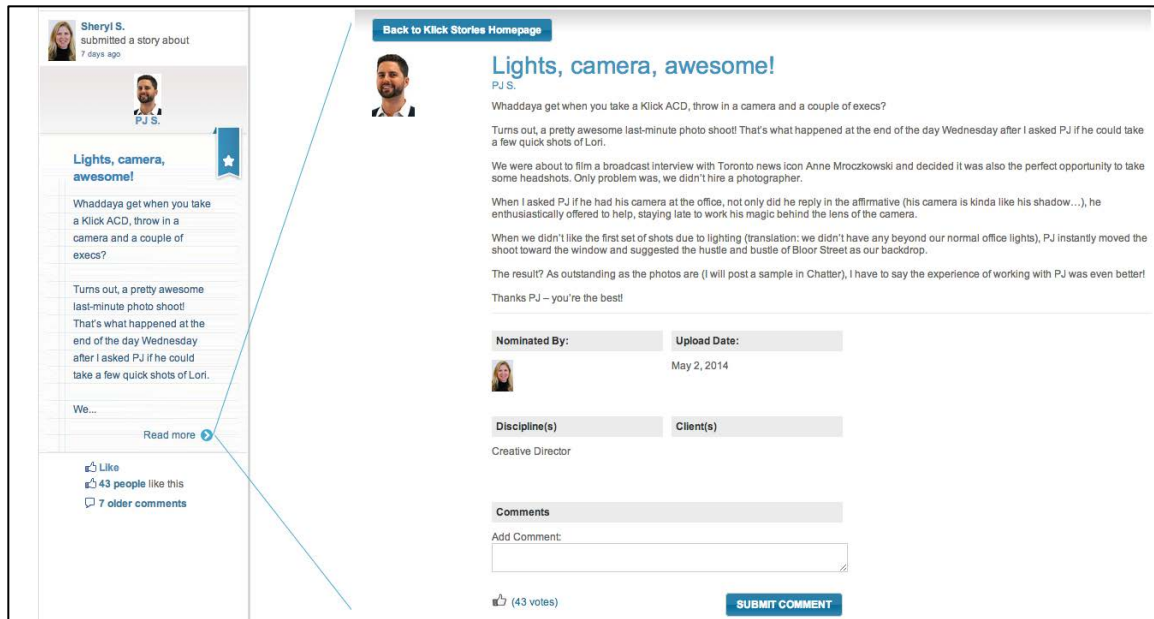 Sheryl S.
submitted a story about
7 days ago
PJ S.
Lights, camera,
awesome!
Whaddaya get when you take
a Klick ACD, throw in a
camera and a couple of
execs?
Turns out, a pretty awesome
last-minute photo shoot!
That's what happened at the
end of the day Wednesday
after I asked PJ if he could
take a few quick shots of Lori.
We...
Read more
Like
43 people like this
7 older comments
Back to Klick Stories Homepage
Lights, camera, awesome!
PJ S.
Whaddaya get when you take a Klick ACD, throw in a camera and a couple of execs?
Turns out, a pretty awesome last-minute photo shoot! That's what happened at the end of the day Wednesday after I asked PJ if he could take
a few quick shots of Lori.
We were about to film a broadcast interview with Toronto news icon Anne Mroczkowski and decided it was also the perfect opportunity to take
some headshots. Only problem was, we didn't hire a photographer.
When I asked PJ if he had his camera at the office, not only did he reply in the affirmative (his camera is kinda like his shadow…), he
enthusiastically offered to help, staying late to work his magic behind the lens of the camera.
When we didn't like the first set of shots due to lighting (translation: we didn't have any beyond our normal office lights), PJ instantly moved the
shoot toward the window and suggested the hustle and bustle of Bloor Street as our backdrop.
The result? As outstanding as the photos are (I will post a sample in Chatter), I have to say the experience of working with PJ was even better!
Thanks PJ – you're the best!
Nominated By:
Upload Date:
May 2, 2014
Discipline(s)
Client(s)
Creative Director
Comments
Add Comment:
(43 votes)
SUBMIT COMMENT